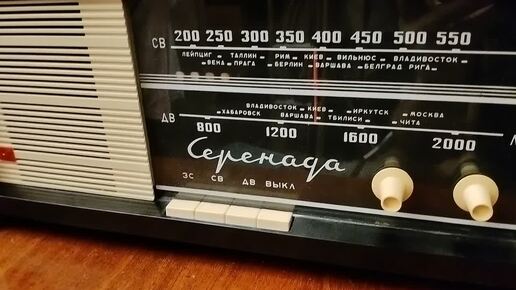 СВ 200 250 300 350 400 450 500 550
ЛЕЙПЦИГ ТАЛЛИН РИМ КИЕВ ВИЛЬНЮС ВЛАДИВОСТОК
ВЕНА ПРАГА БЕРЛИН ВАРШАВА БЕЛГРАД РИГА
ВЛАДИВОСТОК КИЕВ ИРКУТСК МОСКВА
ДВ ХАБАРОВСК ВАРШАВА ТБИЛИСИ ЧИТА
800 1200 1600 2000
Серенада
ЗС СВ ДВ ВЫКЛ